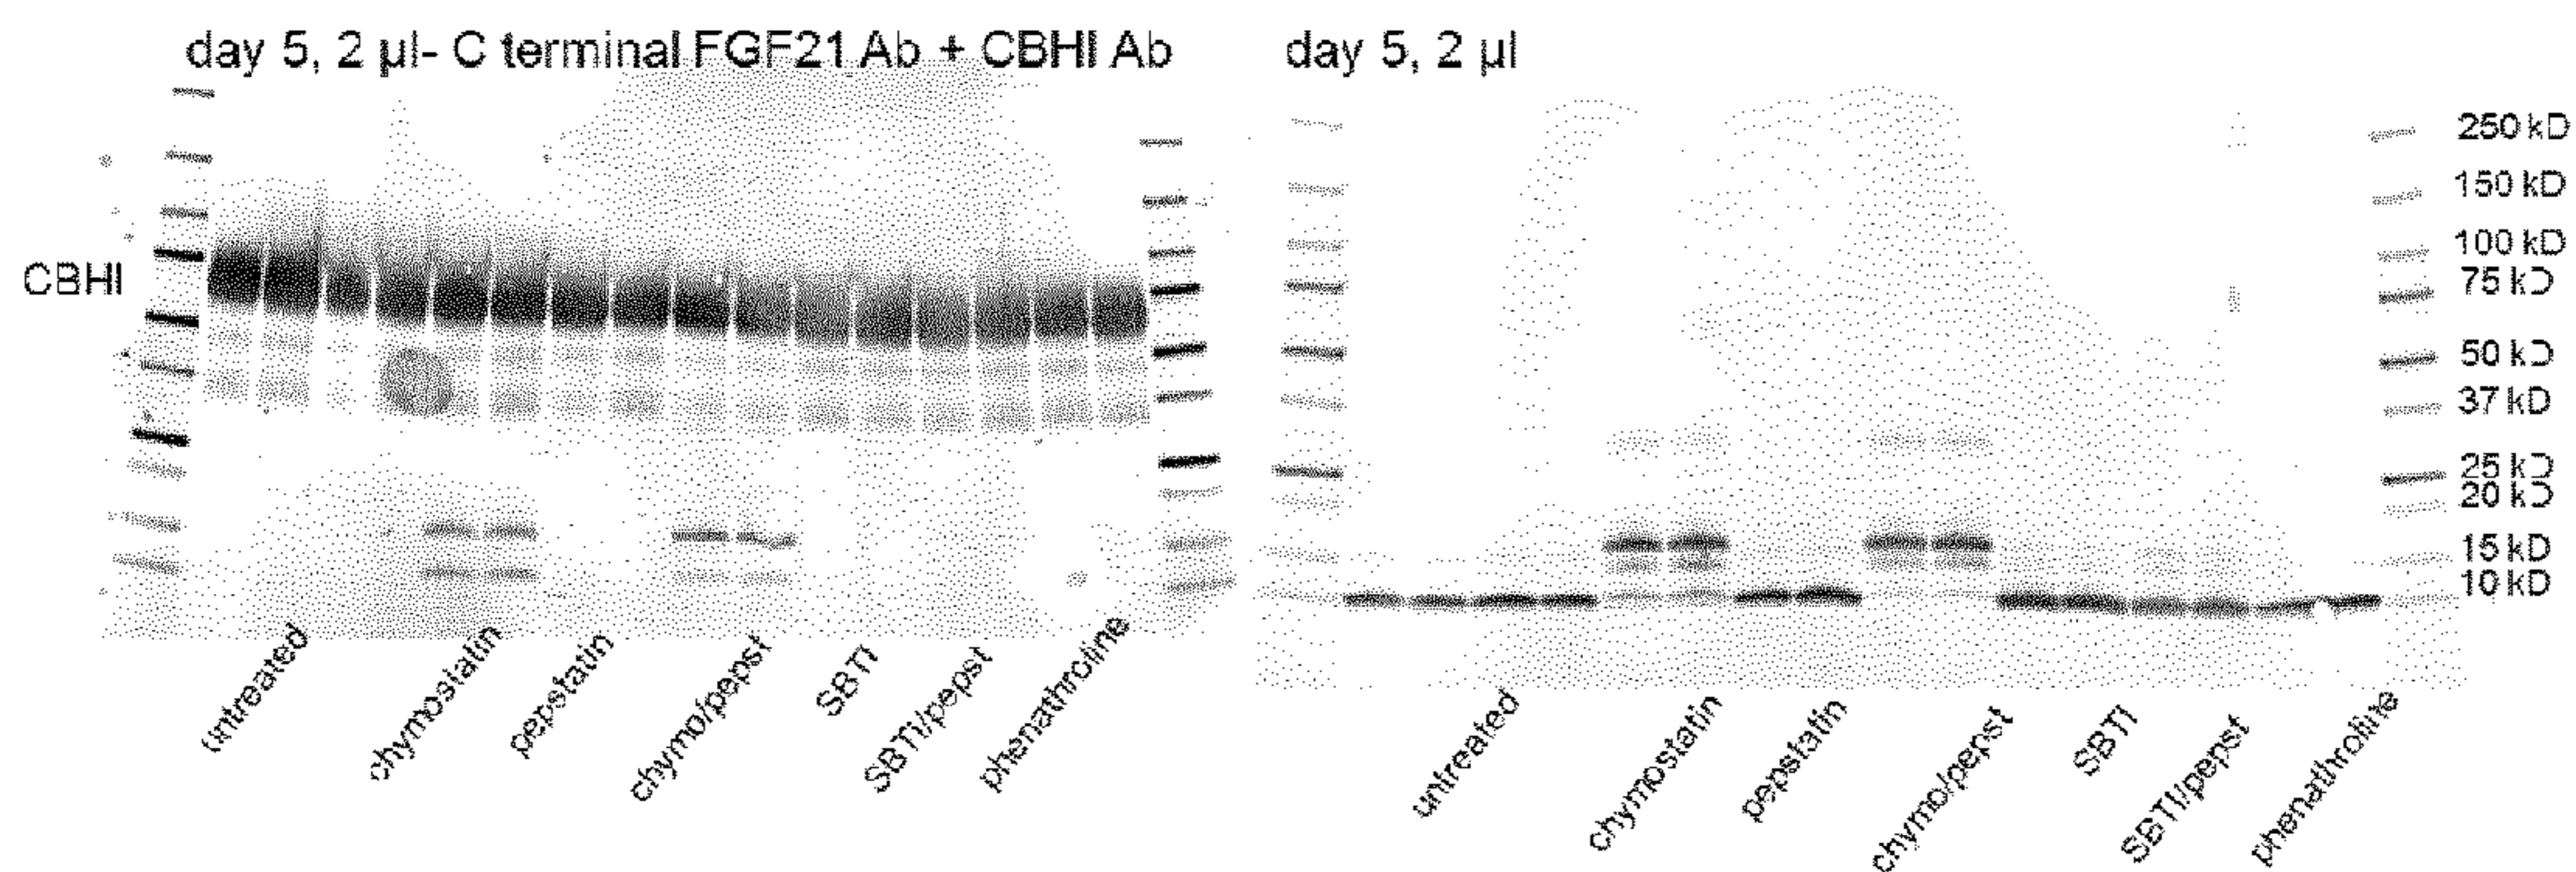 day 5, 2 µl- C terminal FGF21 Ab + CBHI Ab
day 5, 2 µl
CBHI
250 kD
150 kD
100 kD
75 kD
50 kD
37 kD
25 kD
20 kD
15 kD
10 kD
untreated
chymostatin
pepstatin
chymo/pepst
SBTI
SBTI/pepst
phenathroline
untreated
chymostatin
pepstatin
chymo/pepst
SBTI
SBTI/pepst
phenathroline